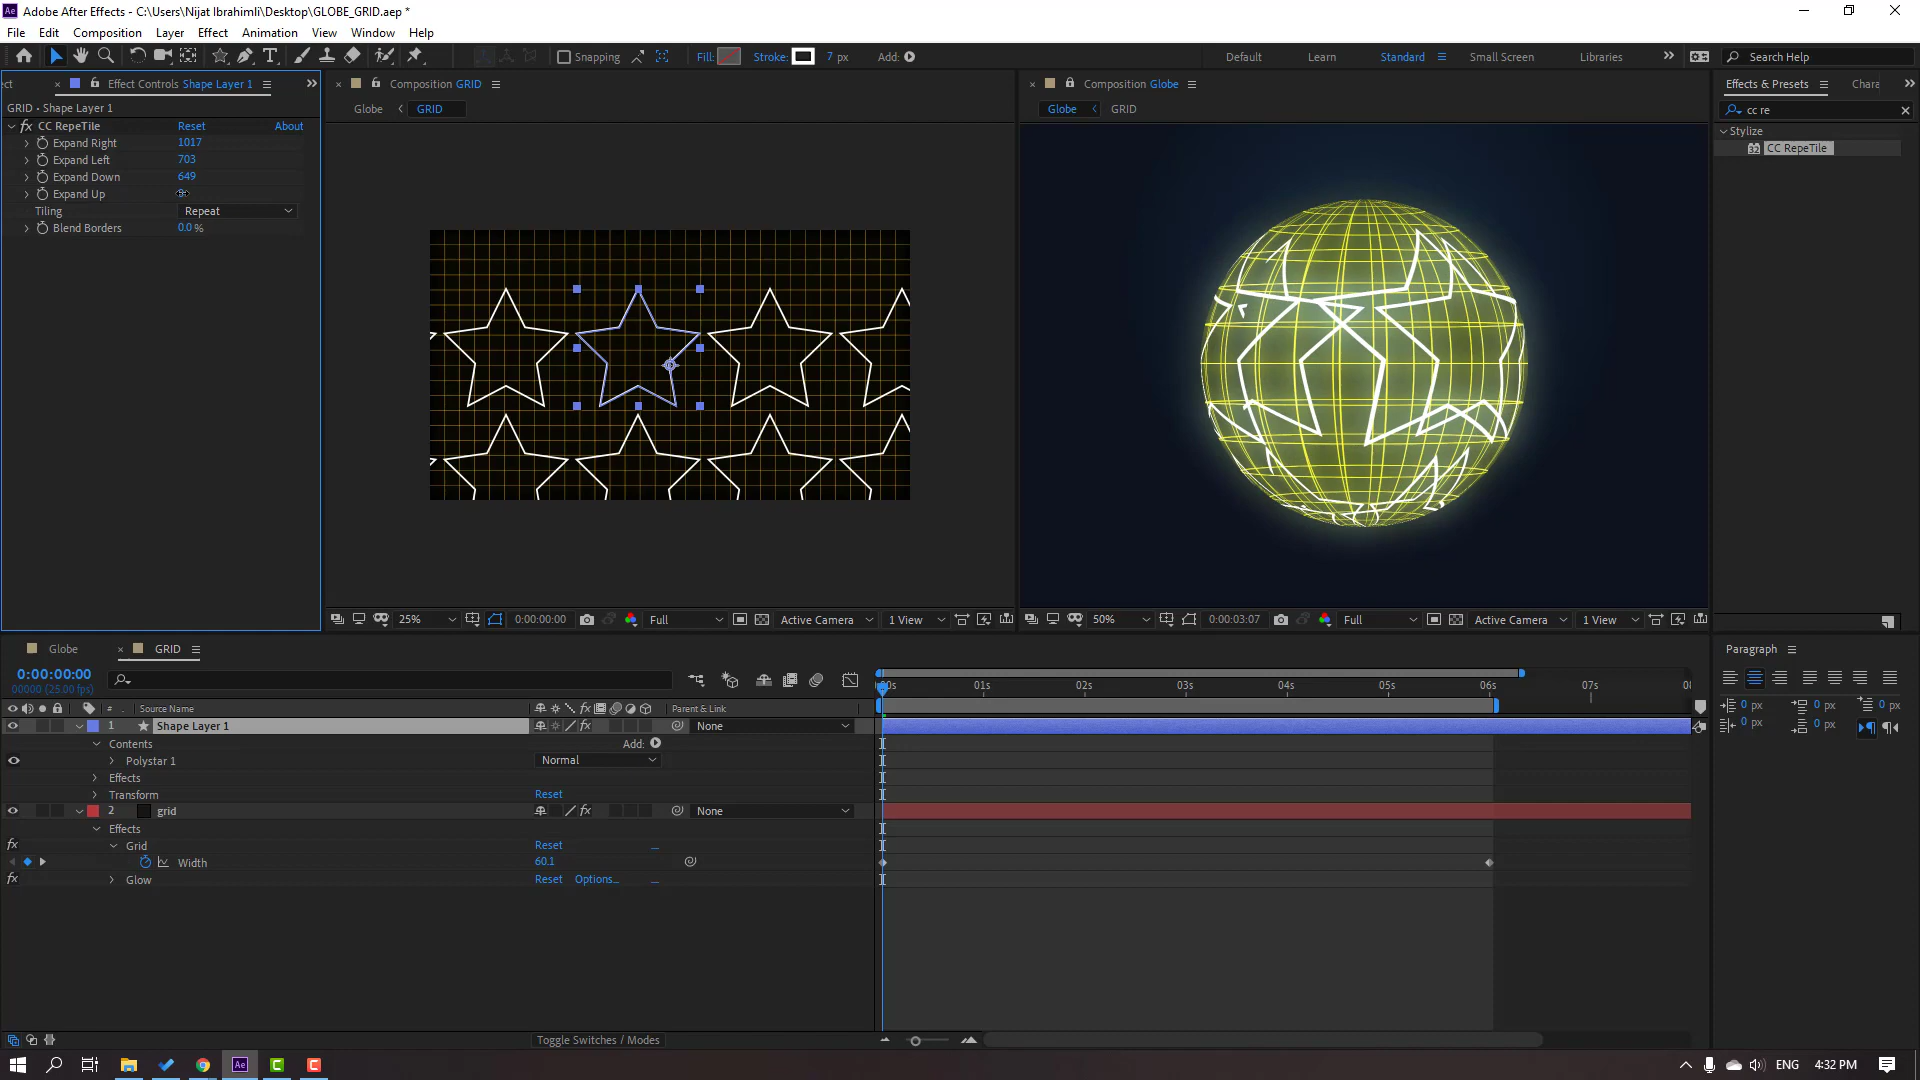 Adobe After Effects - C:\Users\Nijat Ibrahimli\Desktop\GLOBE_GRID.aep *
File Edit Composition Layer Effect Animation View Window Help
Snapping Fill: Stroke: 7 px Add: Default Learn Standard Small Screen Libraries Search Help
Effect Controls Shape Layer 1
GRID • Shape Layer 1
fx CC RepeTile Reset About
Expand Right 1017
Expand Left 703
Expand Down 649
Expand Up
Tiling Repeat
Blend Borders 0.0 %
Composition GRID
Globe GRID
25% 0:00:00:00 Full Active Camera 1 View
Composition Globe
Globe GRID
50% 0:00:03:07 Full Active Camera 1 View
Effects & Presets Chara
cc re
Stylize
CC RepeTile
Globe GRID
0:00:00:00
00000 (25.00 fps)
# Source Name Parent & Link
1 Shape Layer 1 None
Contents Add:
Polystar 1 Normal
Effects
Transform Reset
2 grid None
Effects
fx Grid Reset
Width 60.1
fx Glow Reset Options...
01s 02s 03s 04s 05s 06s 07s
Toggle Switches / Modes
Paragraph
0 px 0 px 0 px
0 px 0 px
ENG 4:32 PM